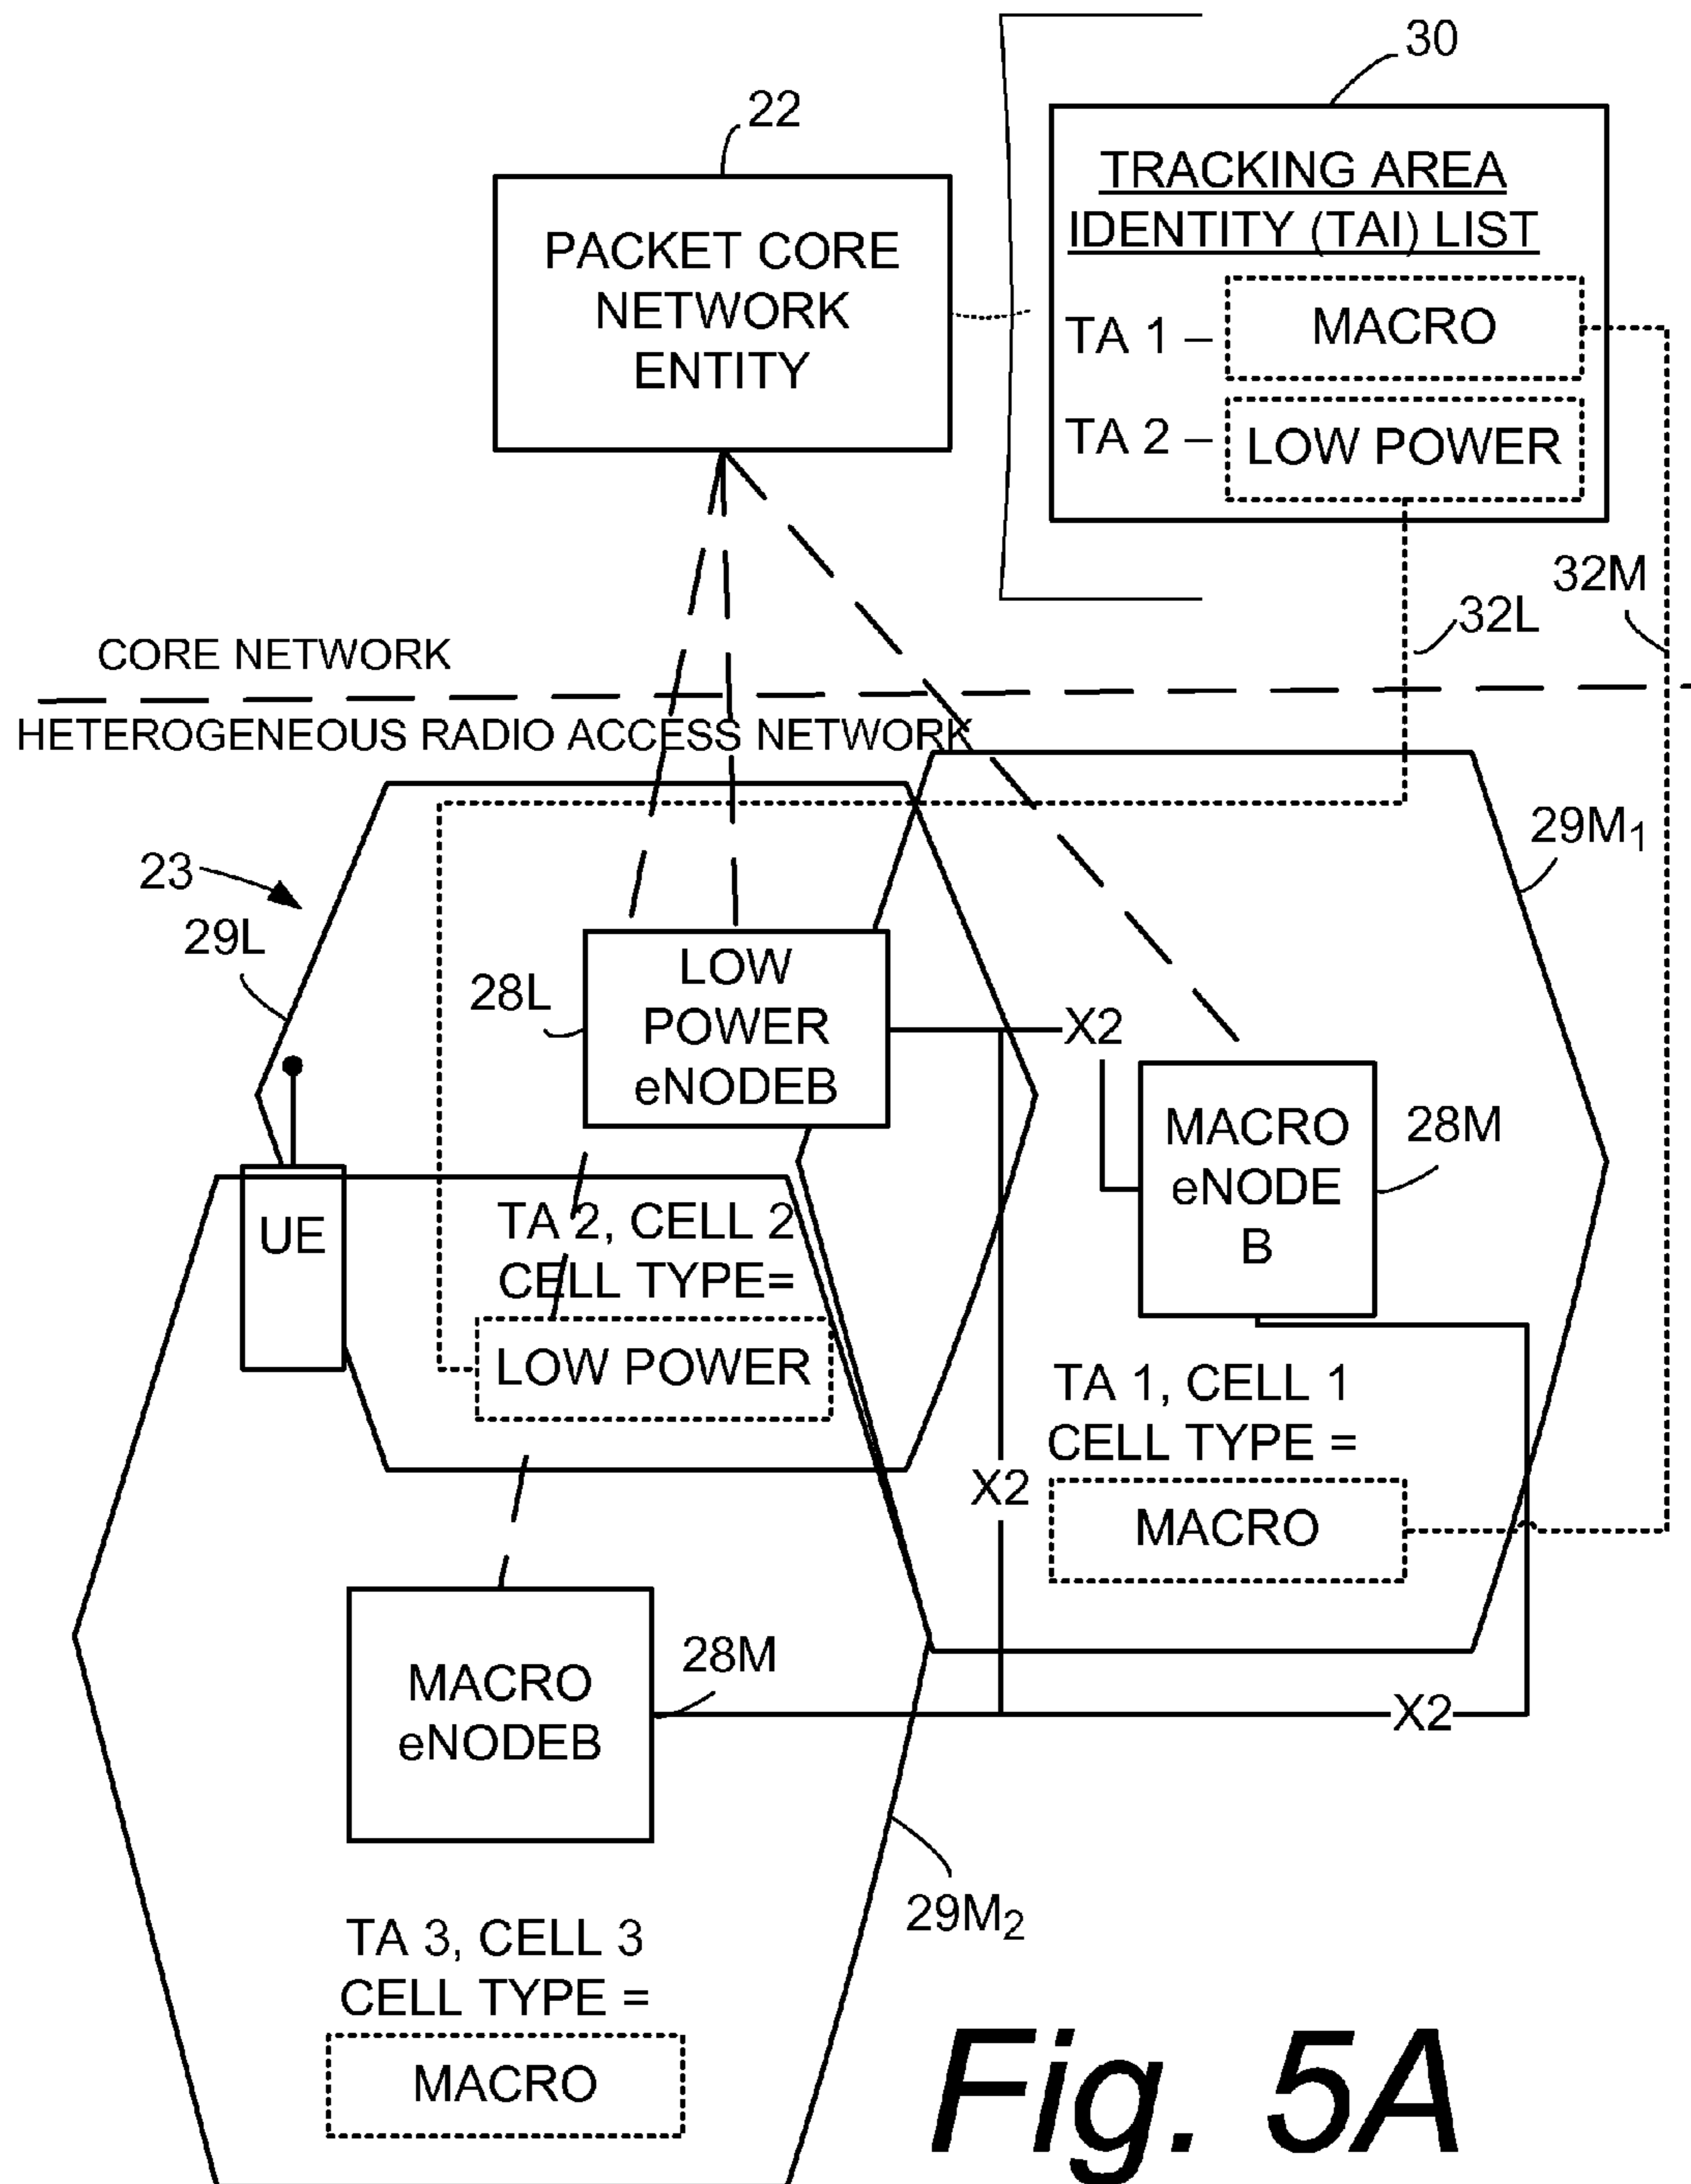 30
22
TRACKING AREA
IDENTITY (TAI) LIST
TA 1 – MACRO
TA 2 – LOW POWER
PACKET CORE
NETWORK
ENTITY
32M
32L
CORE NETWORK
HETEROGENEOUS RADIO ACCESS NETWORK
29M1
23
29L
28L
LOW
POWER
eNODEB
X2
MACRO
eNODE
B
28M
UE
TA 2, CELL 2
CELL TYPE=
LOW POWER
TA 1, CELL 1
CELL TYPE =
MACRO
X2
28M
MACRO
eNODEB
X2
29M2
TA 3, CELL 3
CELL TYPE =
MACRO
Fig. 5A